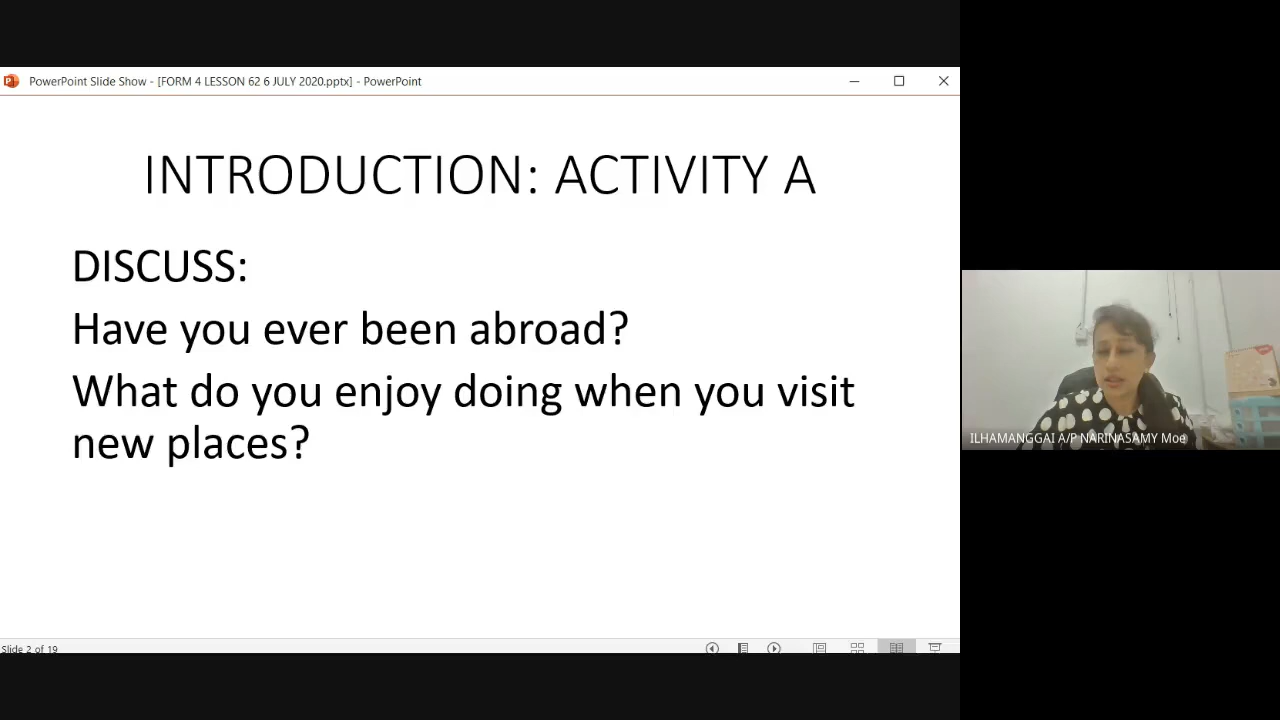 PowerPoint Slide Show - [FORM 4 LESSON 62 6 JULY 2020.pptx] - PowerPoint
INTRODUCTION: ACTIVITY A
DISCUSS:
Have you ever been abroad?
What do you enjoy doing when you visit
new places?
ILHAMANGGAI A/P NARINASAMY Moe
Slide 2 of 19